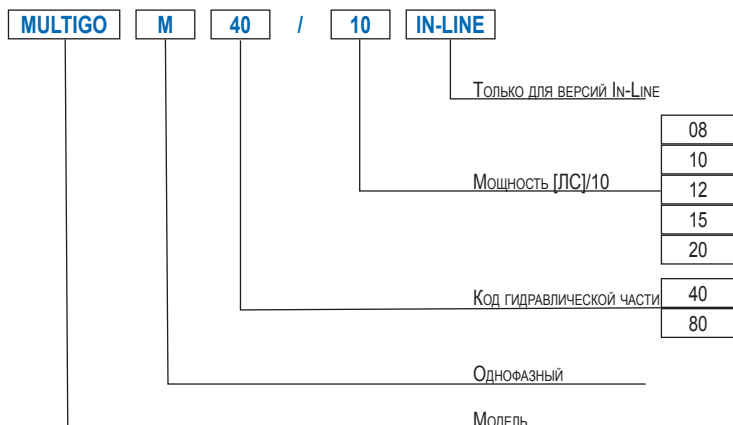 MULTIGO M 40 / 10 IN-LINE
Только для версий In-Line
08
10
Мощность [ЛС]/10
12
15
20
Код гидравлической части
40
80
Однофазный
Модель